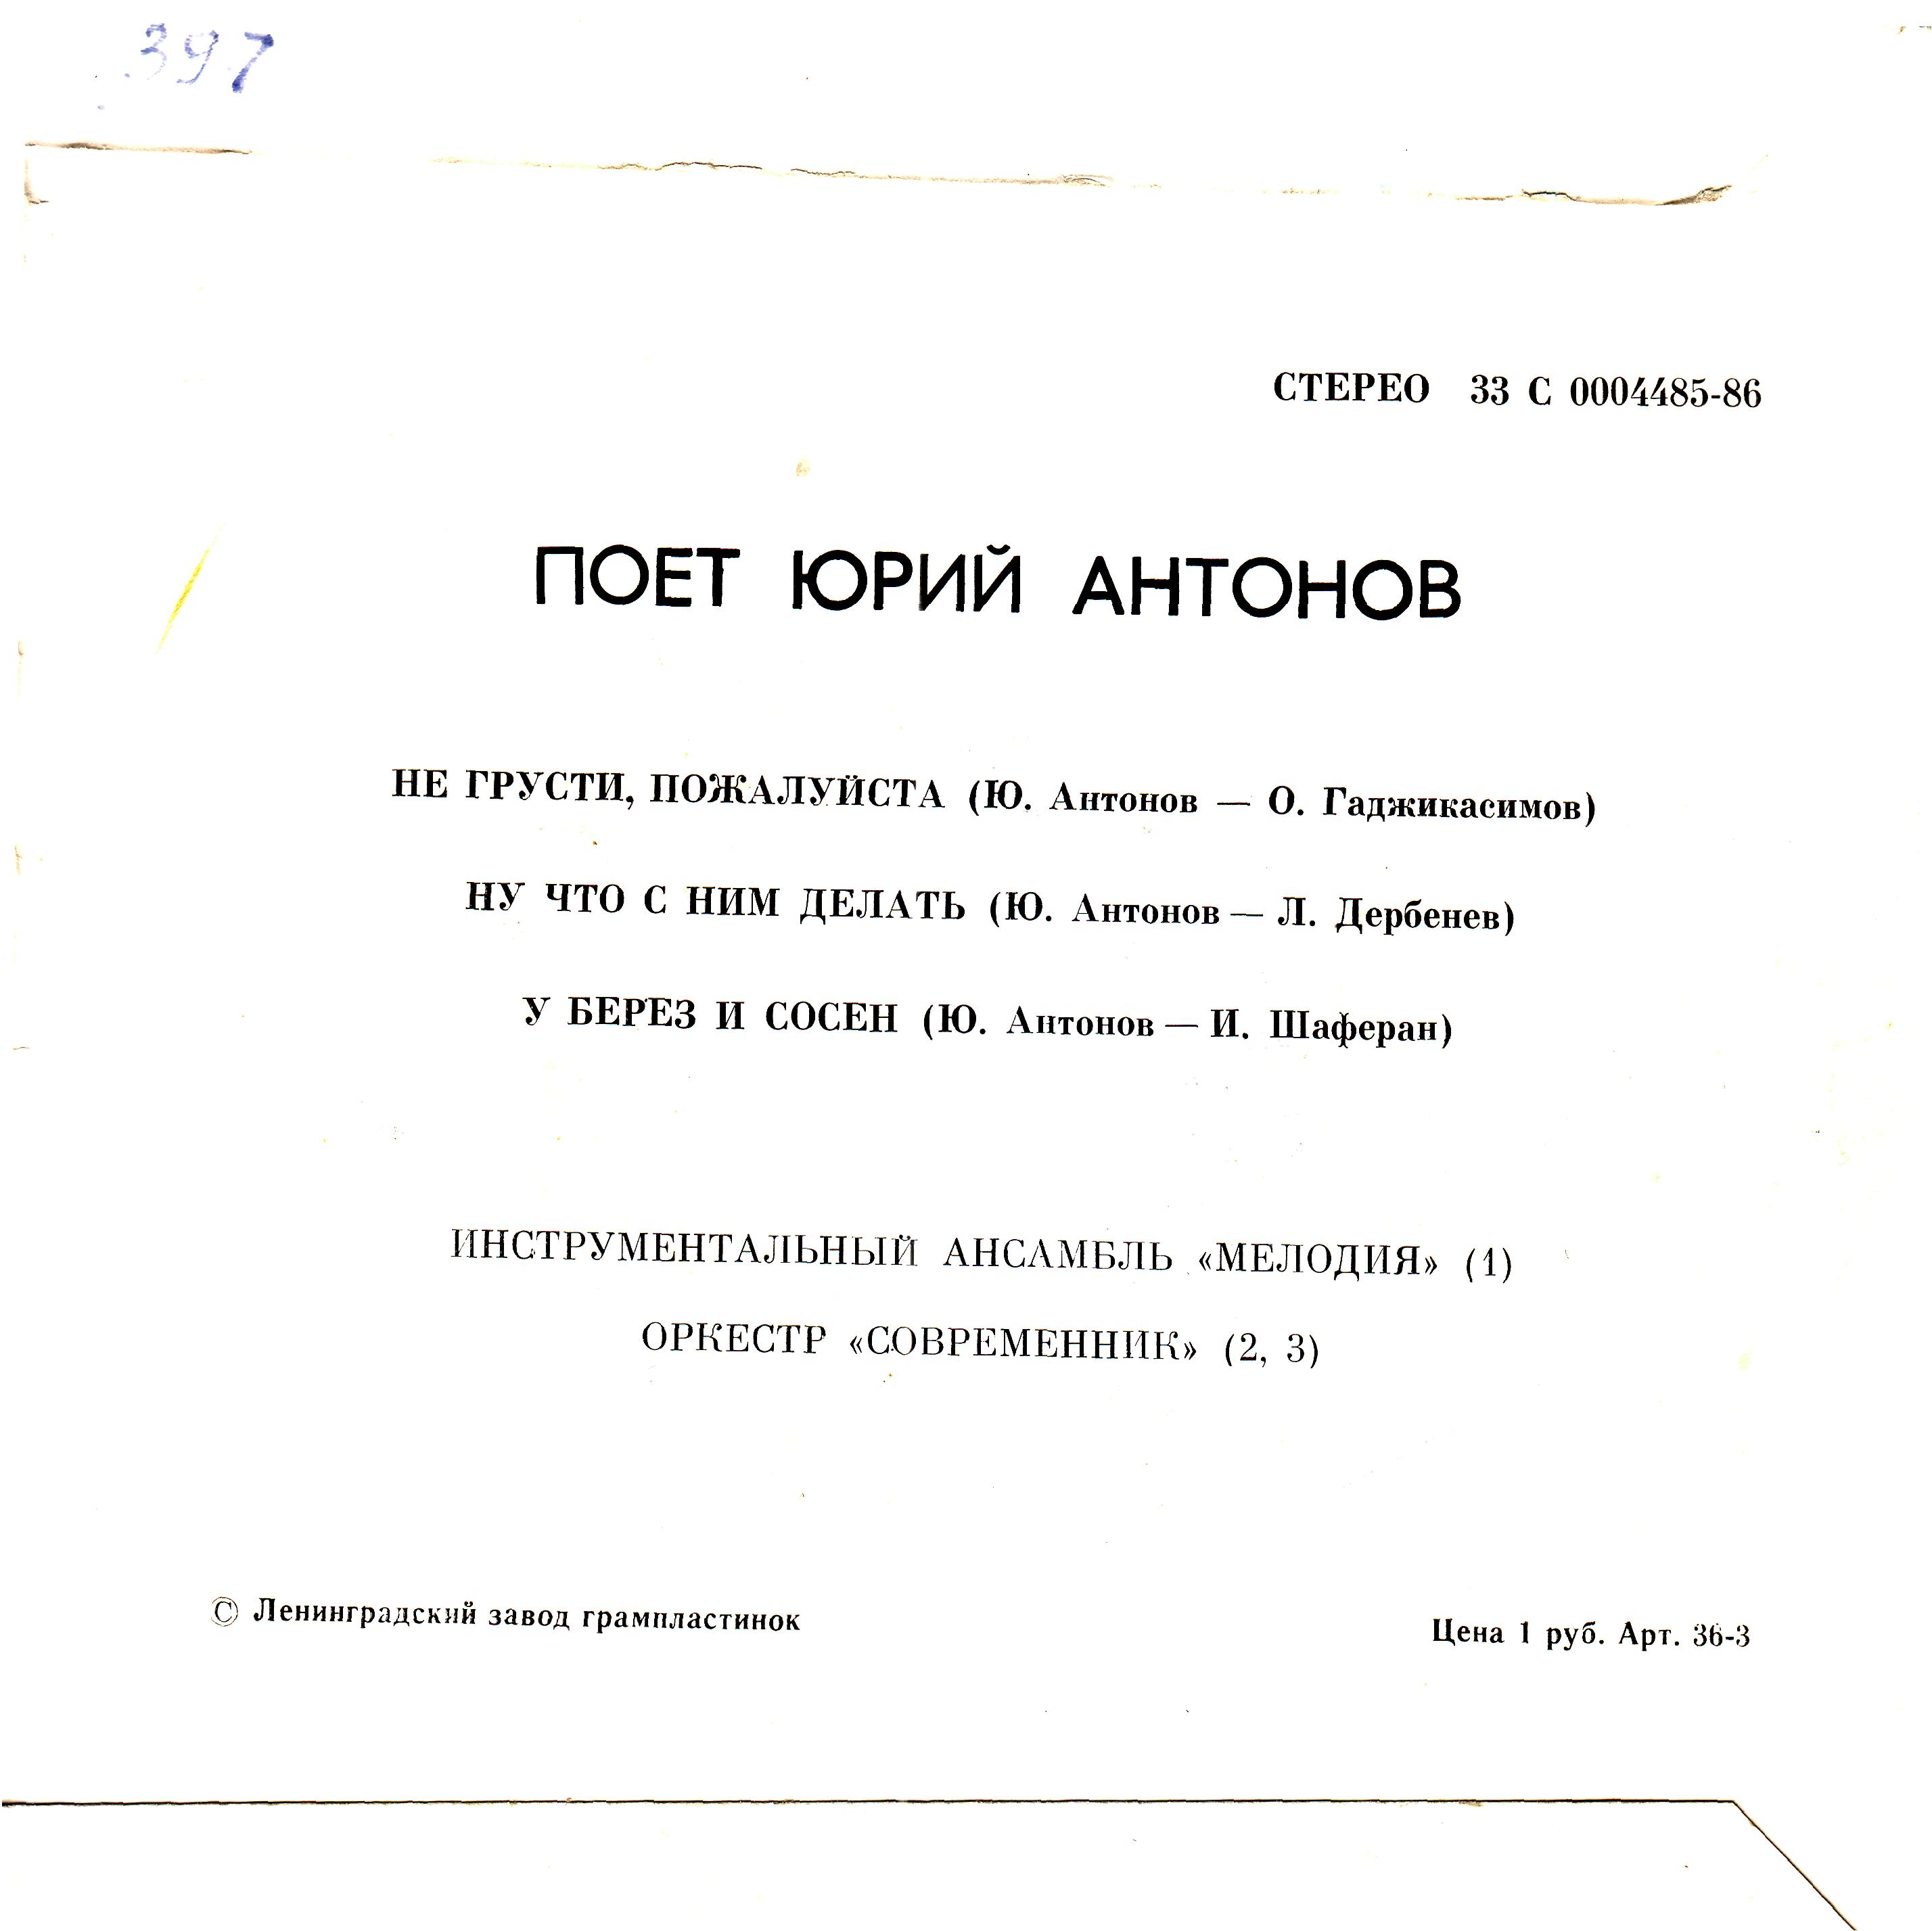 397
СТЕРЕО 33 С 0004485-86
ПОЕТ ЮРИЙ АНТОНОВ
НЕ ГРУСТИ, ПОЖАЛУЙСТА (Ю. Антонов — О. Гаджикасимов)
НУ ЧТО С НИМ ДЕЛАТЬ (Ю. Антонов — Л. Дербенев)
У БЕРЕЗ И СОСЕН (Ю. Антонов — И. Шаферан)
ИНСТРУМЕНТАЛЬНЫЙ АНСАМБЛЬ «МЕЛОДИЯ» (1)
ОРКЕСТР «СОВРЕМЕННИК» (2, 3)
© Ленинградский завод грампластинок
Цена 1 руб. Арт. 36-3